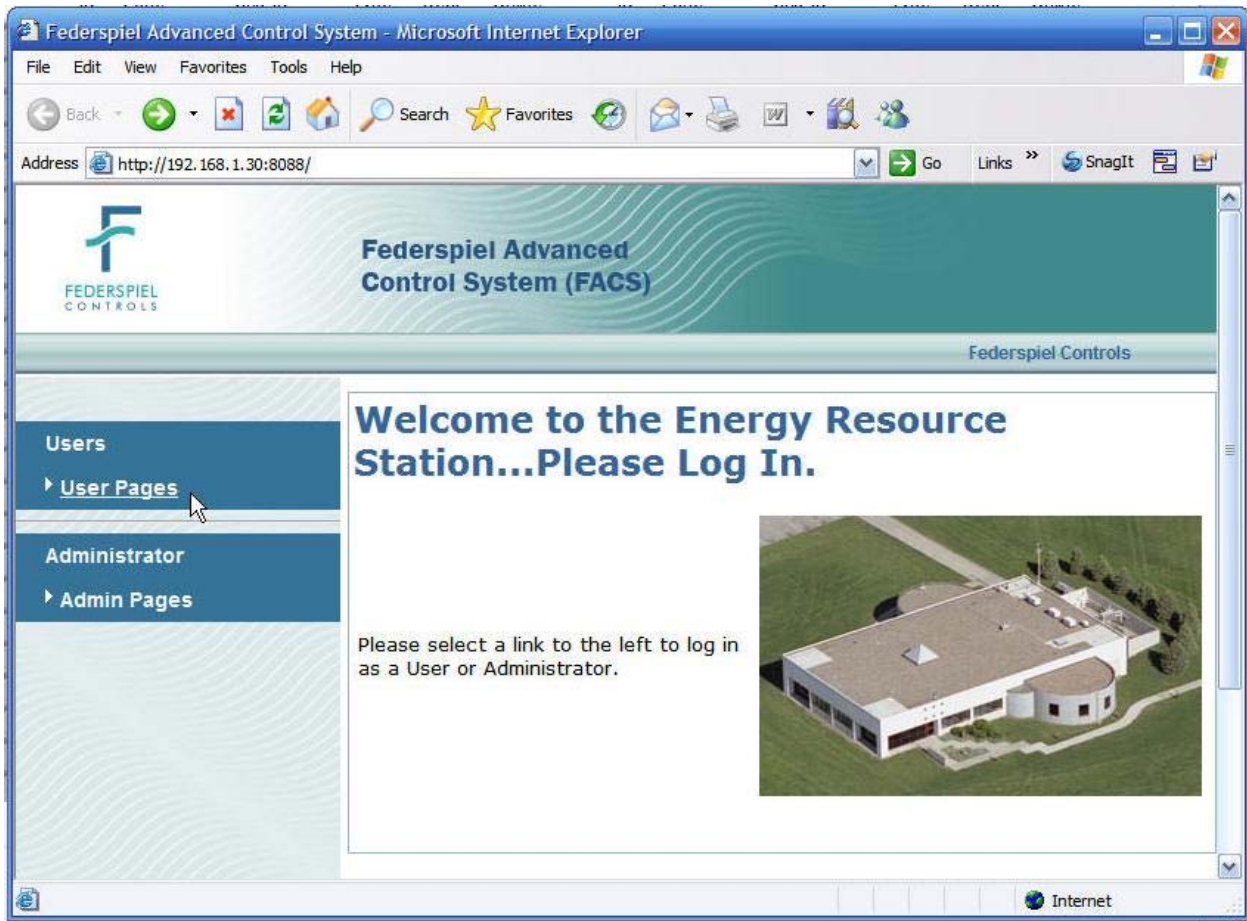 Federspiel Advanced Control System - Microsoft Internet Explorer
File Edit View Favorites Tools Help
Back Search Favorites W
Address http://192.168.1.30:8088/ Go Links » SnagIt
F
FEDERSPIEL
CONTROLS
Federspiel Advanced
Control System (FACS)
Federspiel Controls
Users
User Pages
Administrator
Admin Pages
Welcome to the Energy Resource
Station...Please Log In.
Please select a link to the left to log in
as a User or Administrator.
Internet